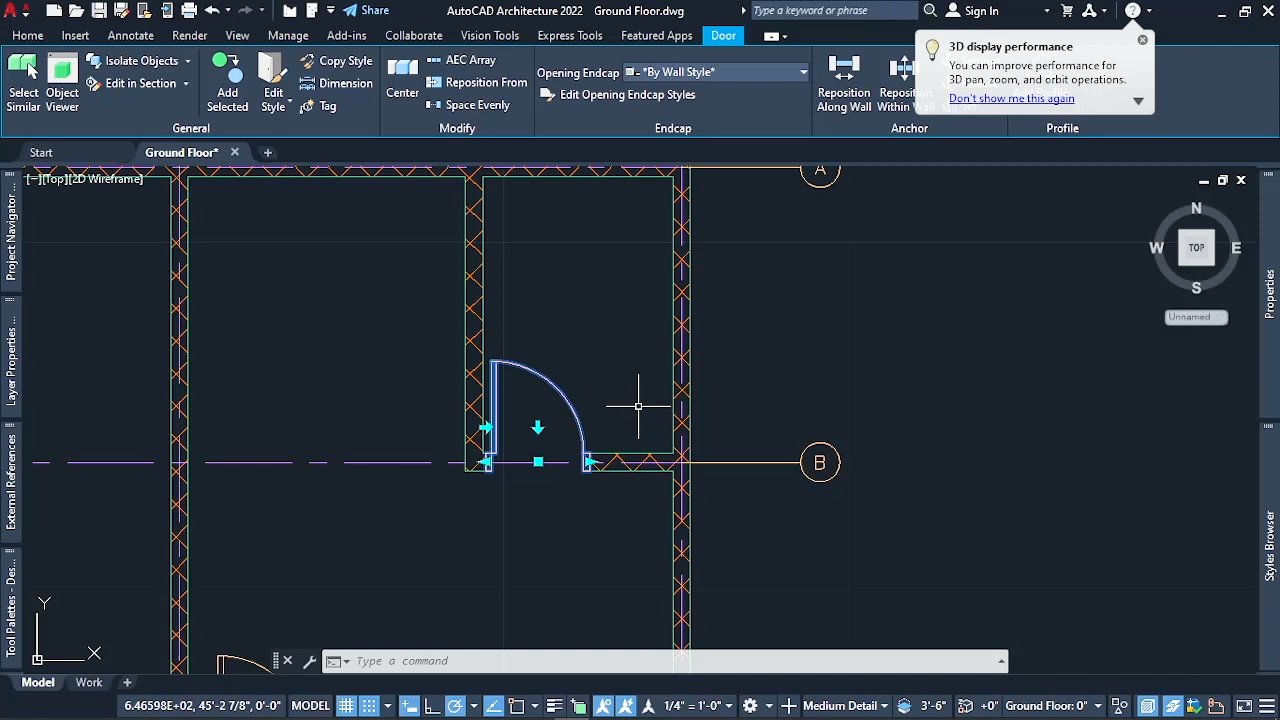 Share
AutoCAD Architecture 2022 Ground Floor.dwg
Type a keyword or phrase
Sign In
Home Insert Annotate Render View Manage Add-ins Collaborate Vision Tools Express Tools Featured Apps Door
3D display performance
You can improve performance for
3D pan, zoom, and orbit operations.
Don't show me this again
Select
Similar
Object
Viewer
Isolate Objects
Edit in Section
Add
Selected
Edit
Style
Copy Style
Dimension
Tag
General
Center
AEC Array
Reposition From
Space Evenly
Modify
Opening Endcap
*By Wall Style*
Edit Opening Endcap Styles
Endcap
Reposition
Along Wall
Reposition
Within Wall
Anchor
Profile
Start
Ground Floor*
[−][Top][2D Wireframe]
A
B
N
W
TOP
E
S
Unnamed
Project Navigator ...
Layer Properties ...
External References
Tool Palettes - Des...
Properties
Styles Browser
Y
X
Type a command
Model Work
6.46598E+02, 45'-2 7/8", 0'-0"
MODEL
1/4" = 1'-0"
Medium Detail
3'-6"
+0"
Ground Floor: 0"